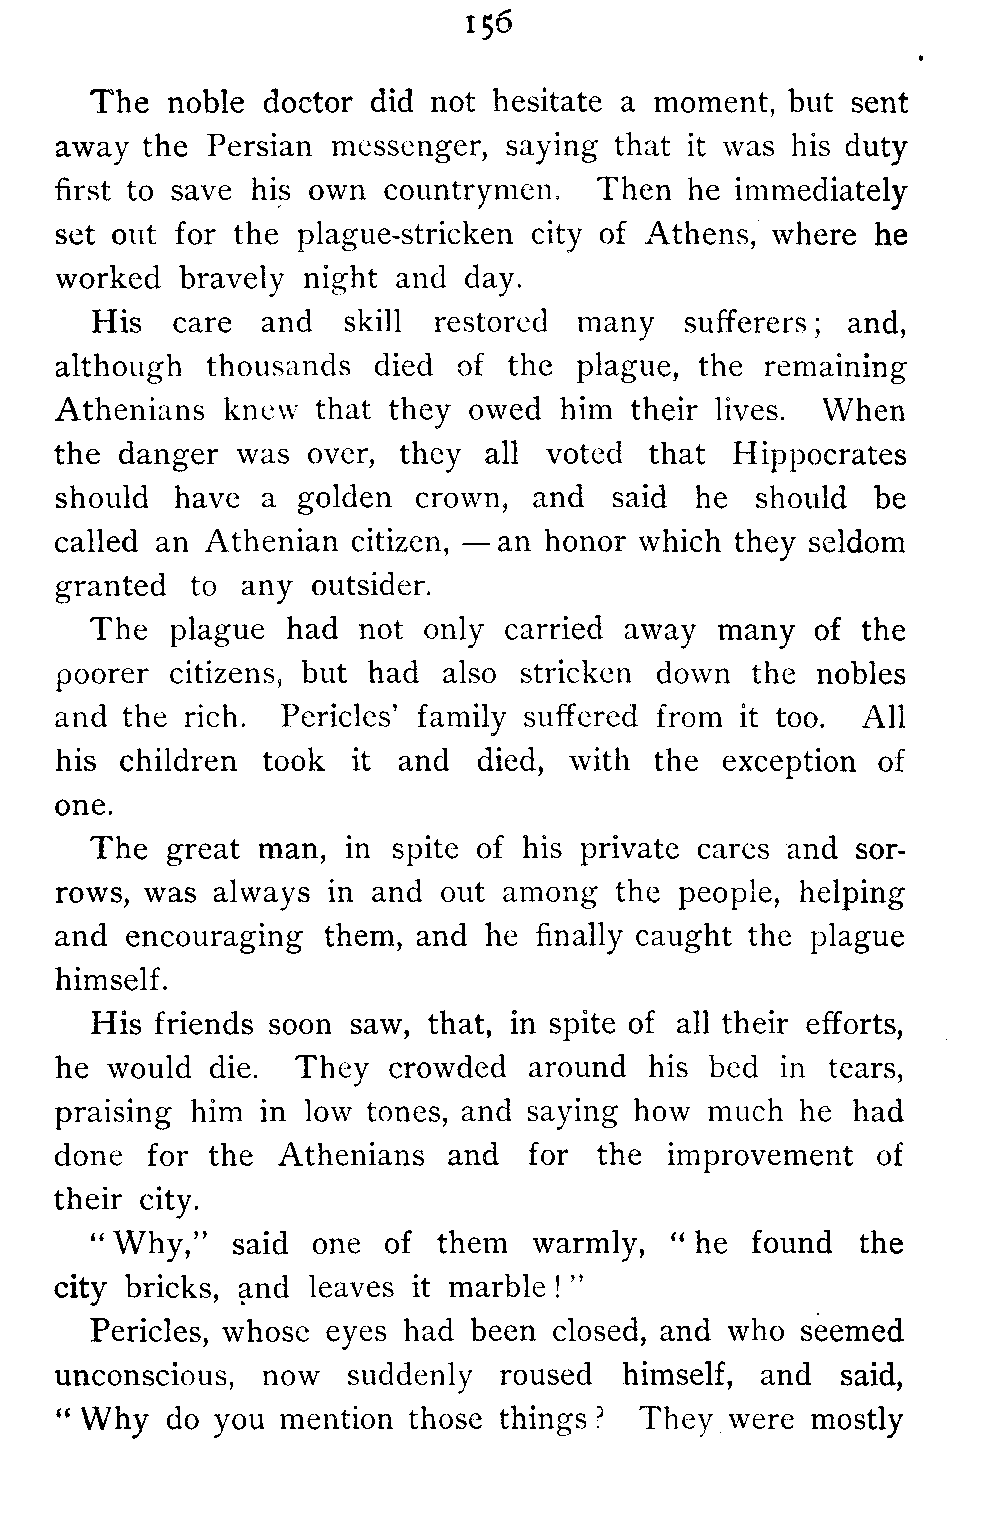 156
The noble doctor did not hesitate a moment, but sent
away the Persian messenger, saying that it was his duty
first to save his own countrymen. Then he immediately
set out for the plague-stricken city of Athens, where he
worked bravely night and day.
His care and skill restored many sufferers; and,
although thousands died of the plague, the remaining
Athenians knew that they owed him their lives. When
the danger was over, they all voted that Hippocrates
should have a golden crown, and said he should be
called an Athenian citizen, — an honor which they seldom
granted to any outsider.
The plague had not only carried away many of the
poorer citizens, but had also stricken down the nobles
and the rich. Pericles' family suffered from it too. All
his children took it and died, with the exception of
one.
The great man, in spite of his private cares and sor-
rows, was always in and out among the people, helping
and encouraging them, and he finally caught the plague
himself.
His friends soon saw, that, in spite of all their efforts,
he would die. They crowded around his bed in tears,
praising him in low tones, and saying how much he had
done for the Athenians and for the improvement of
their city.
"Why," said one of them warmly, "he found the
city bricks, and leaves it marble!"
Pericles, whose eyes had been closed, and who seemed
unconscious, now suddenly roused himself, and said,
"Why do you mention those things? They were mostly